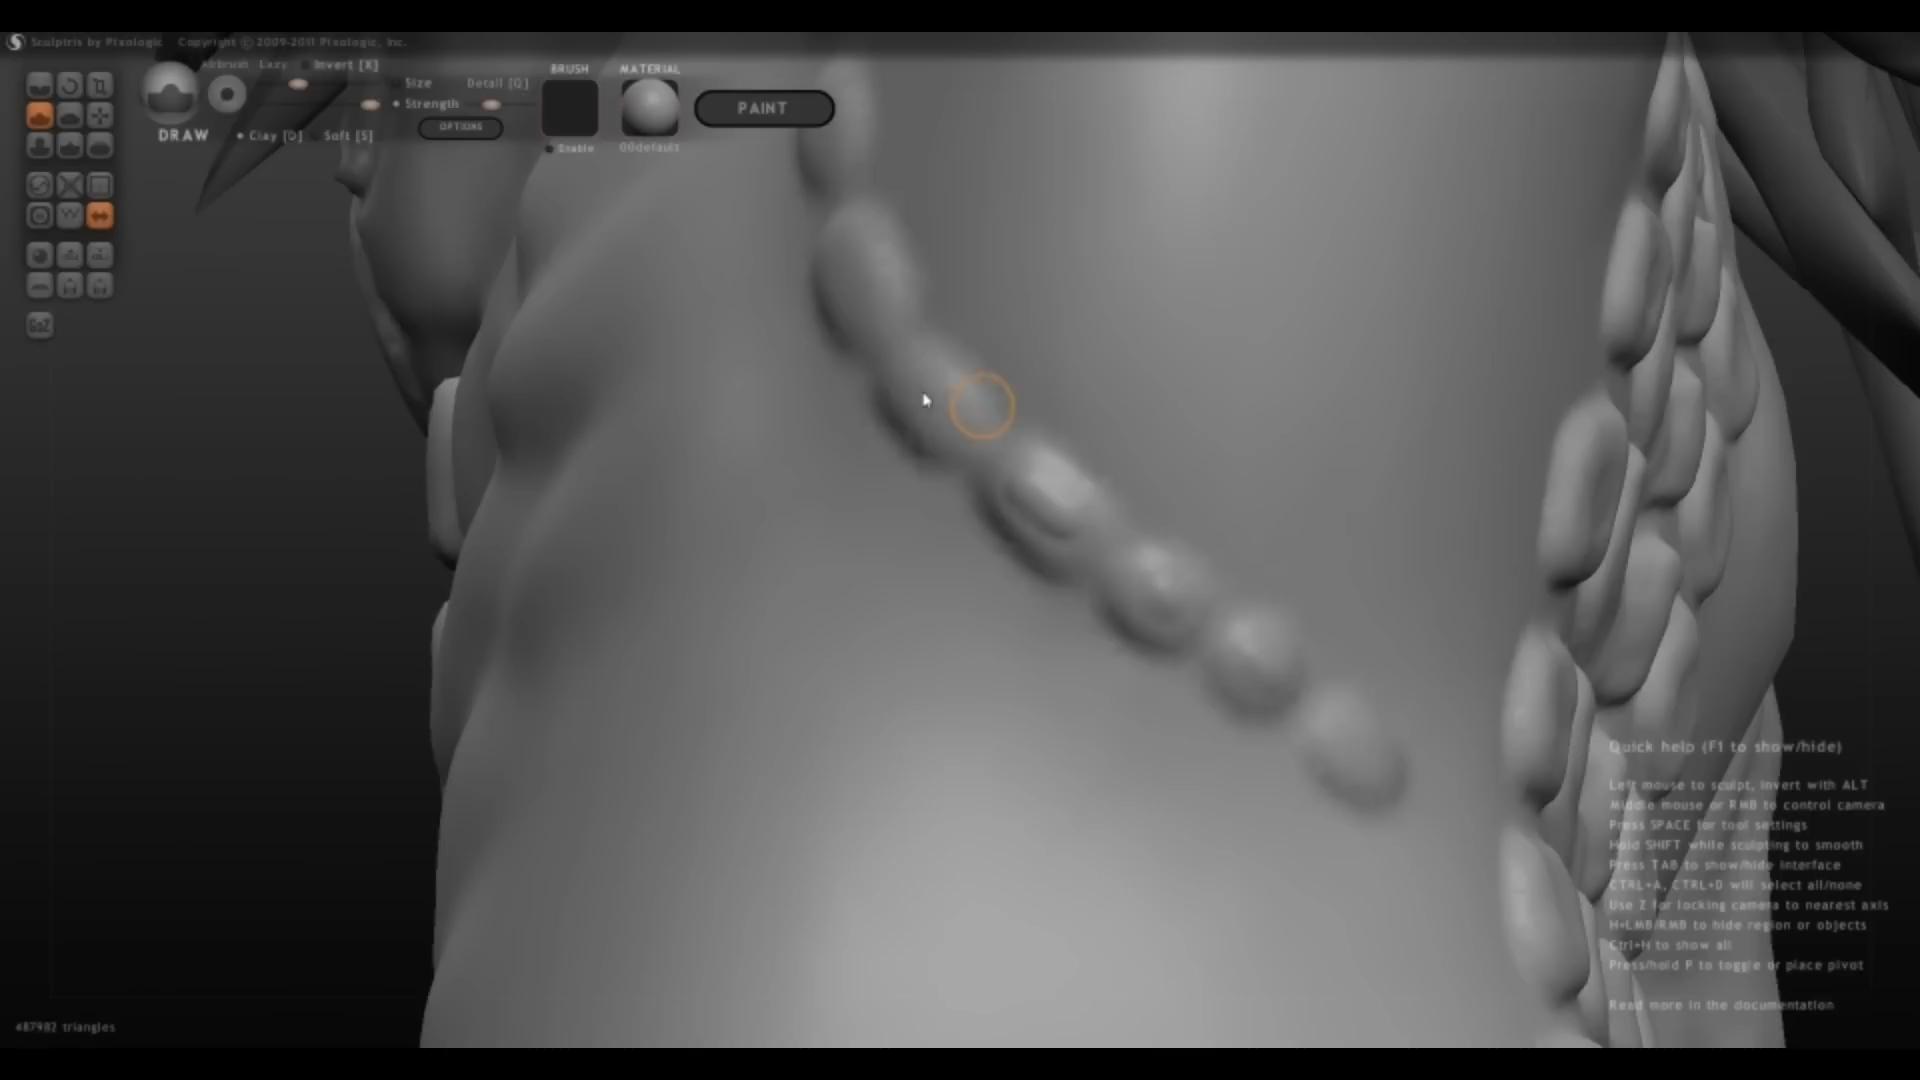 Sculptris by Pixologic Copyright © 2009-2011 Pixologic, Inc.
Airbrush Lazy Invert [X]
Size Detail [Q]
Strength
OPTIONS
DRAW
Clay [D] Soft [S]
BRUSH
Enable
MATERIAL
00default
PAINT
GoZ
Quick help (F1 to show/hide)
Left mouse to sculpt, invert with ALT
Middle mouse or RMB to control camera
Press SPACE for tool settings
Hold SHIFT while sculpting to smooth
Press TAB to show/hide interface
CTRL+A, CTRL+D will select all/none
Use Z for locking camera to nearest axis
H+LMB/RMB to hide region or objects
Ctrl+H to show all
Press/hold P to toggle or place pivot
Read more in the documentation
487982 triangles